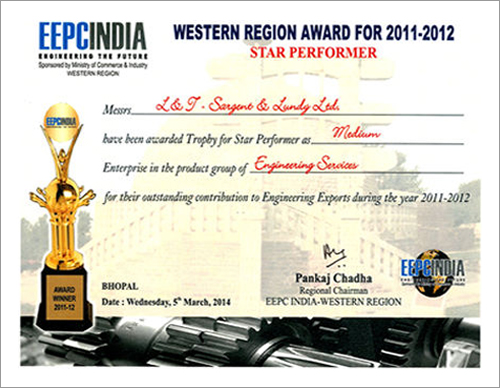 EEPCINDIA
ENGINEERING THE FUTURE
Sponsored by Ministry of Commerce & Industry
WESTERN REGION
WESTERN REGION AWARD FOR 2011-2012
STAR PERFORMER
Messrs L&T - Sargent & Lundy Ltd.
have been awarded Trophy for Star Performer as Medium
Enterprise in the product group of Engineering Services
for their outstanding contribution to Engineering Exports during the year 2011-2012
EEPCINDIA
AWARD
WINNER
2011-12
BHOPAL
Date : Wednesday, 5th March, 2014
Pankaj Chadha
Regional Chairman
EEPC INDIA-WESTERN REGION
EEPCINDIA